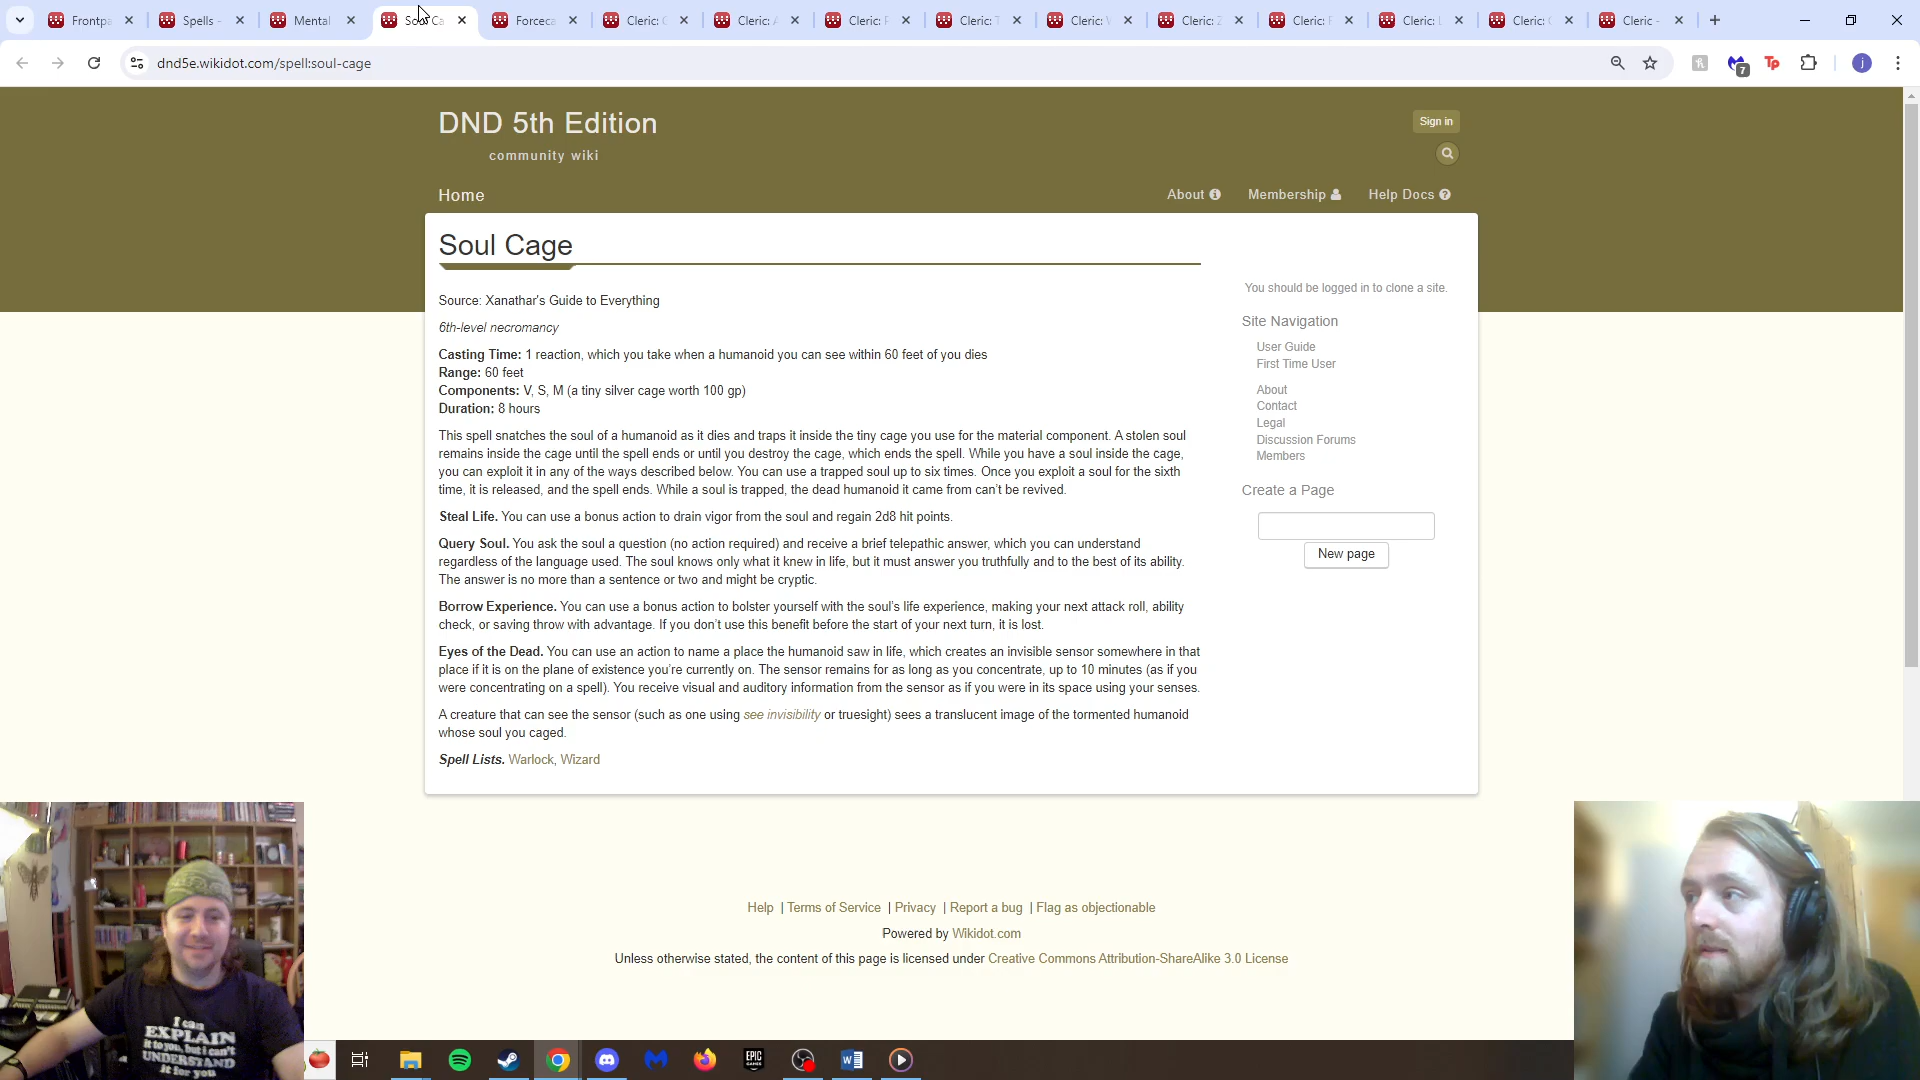 Frontpa
Spells -
Mental
Soul Ca
Forceca
Cleric: G
Cleric: A
Cleric:
Cleric: T
Cleric:
Cleric: Z
Cleric:
Cleric:
Cleric:
Cleric -
dnd5e.wikidot.com/spell:soul-cage
7
Tp
j
DND 5th Edition
community wiki
Sign in
Home
About
Membership
Help Docs
Soul Cage
Source: Xanathar's Guide to Everything
6th-level necromancy
Casting Time: 1 reaction, which you take when a humanoid you can see within 60 feet of you dies
Range: 60 feet
Components: V, S, M (a tiny silver cage worth 100 gp)
Duration: 8 hours
This spell snatches the soul of a humanoid as it dies and traps it inside the tiny cage you use for the material component. A stolen soul
remains inside the cage until the spell ends or until you destroy the cage, which ends the spell. While you have a soul inside the cage,
you can exploit it in any of the ways described below. You can use a trapped soul up to six times. Once you exploit a soul for the sixth
time, it is released, and the spell ends. While a soul is trapped, the dead humanoid it came from can't be revived.
Steal Life. You can use a bonus action to drain vigor from the soul and regain 2d8 hit points.
Query Soul. You ask the soul a question (no action required) and receive a brief telepathic answer, which you can understand
regardless of the language used. The soul knows only what it knew in life, but it must answer you truthfully and to the best of its ability.
The answer is no more than a sentence or two and might be cryptic.
Borrow Experience. You can use a bonus action to bolster yourself with the soul's life experience, making your next attack roll, ability
check, or saving throw with advantage. If you don't use this benefit before the start of your next turn, it is lost.
Eyes of the Dead. You can use an action to name a place the humanoid saw in life, which creates an invisible sensor somewhere in that
place if it is on the plane of existence you're currently on. The sensor remains for as long as you concentrate, up to 10 minutes (as if you
were concentrating on a spell). You receive visual and auditory information from the sensor as if you were in its space using your senses.
A creature that can see the sensor (such as one using see invisibility or truesight) sees a translucent image of the tormented humanoid
whose soul you caged.
Spell Lists. Warlock, Wizard
You should be logged in to clone a site.
Site Navigation
User Guide
First Time User
About
Contact
Legal
Discussion Forums
Members
Create a Page
New page
Help | Terms of Service | Privacy | Report a bug | Flag as objectionable
Powered by Wikidot.com
Unless otherwise stated, the content of this page is licensed under Creative Commons Attribution-ShareAlike 3.0 License
I can
EXPLAIN
it to you, but i can't
UNDERSTAND
it for you
EPIC
GAMES
W